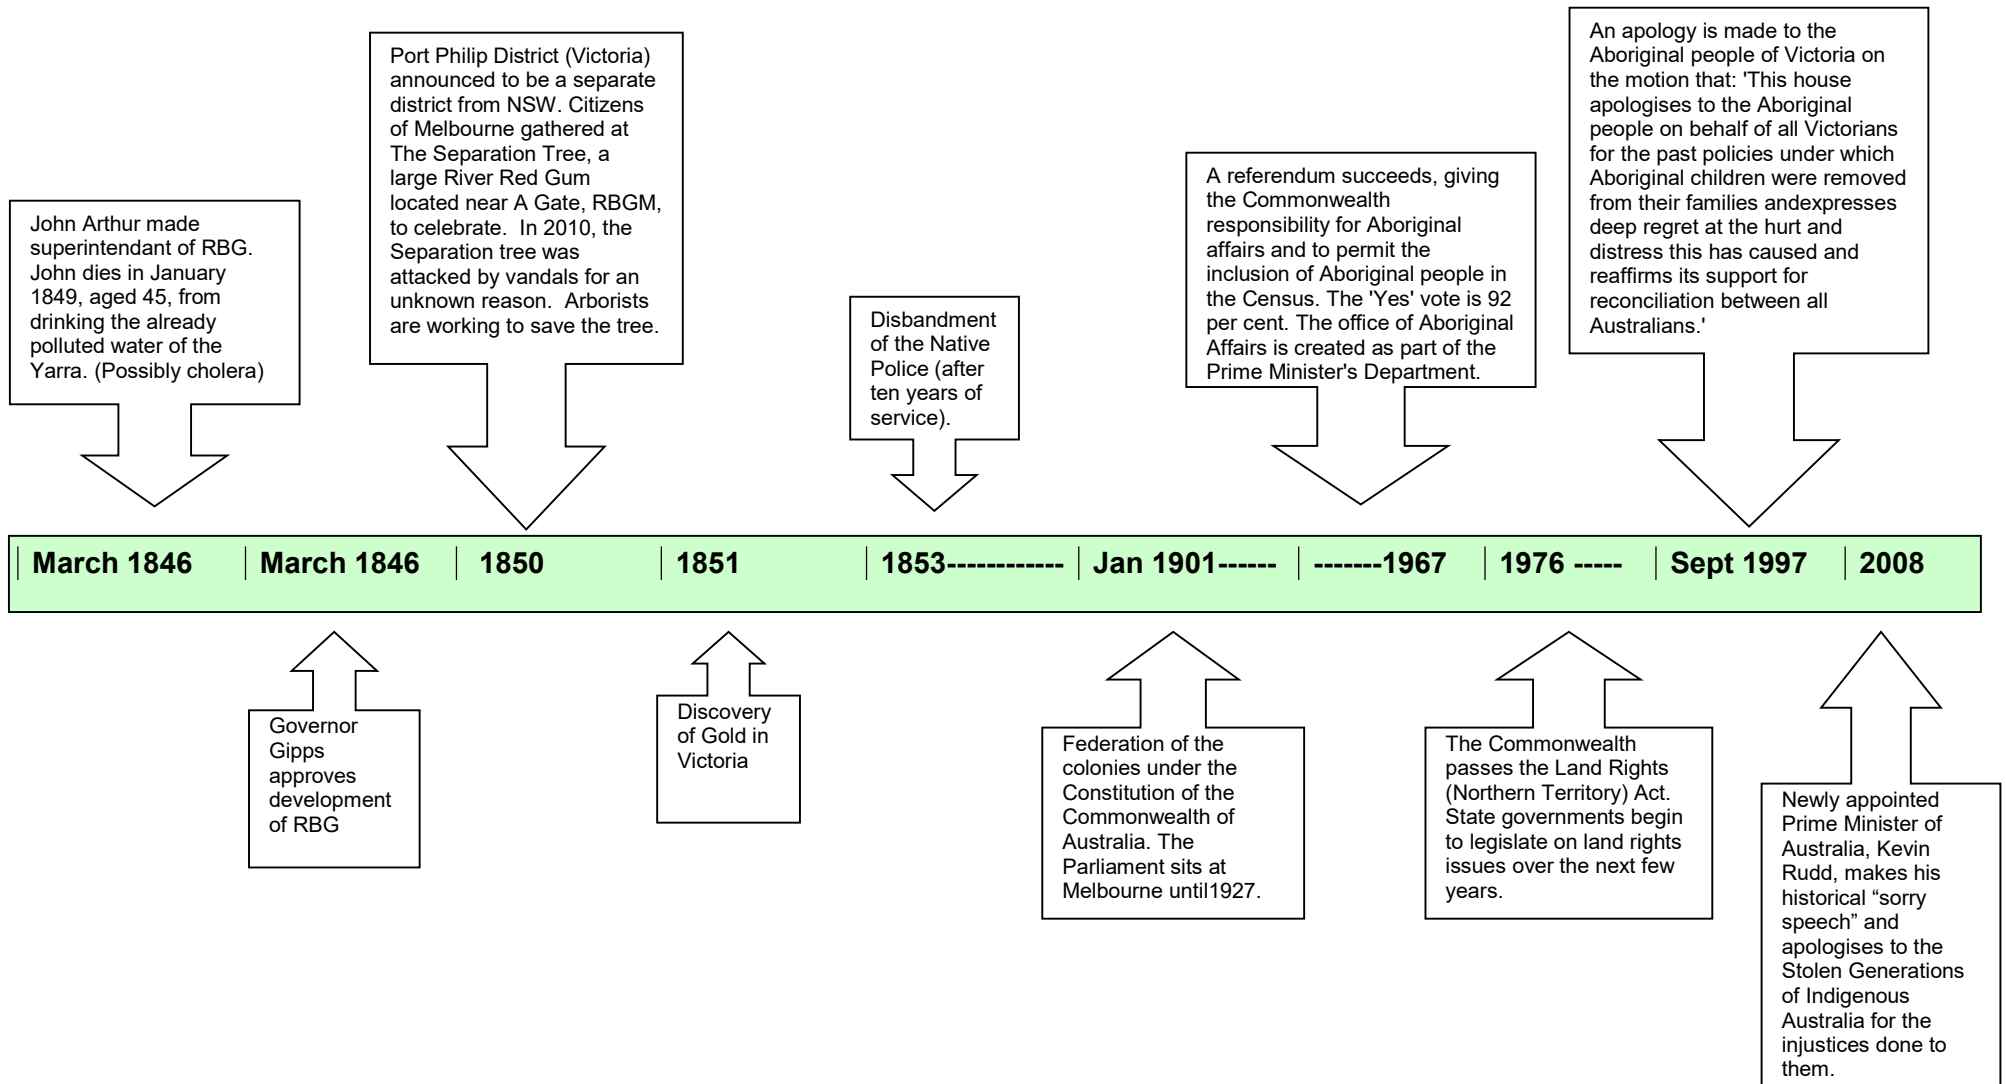 John Arthur made
superintendant of RBG.
John dies in January
1849, aged 45, from
drinking the already
polluted water of the
Yarra. (Possibly cholera)
Port Philip District (Victoria)
announced to be a separate
district from NSW. Citizens
of Melbourne gathered at
The Separation Tree, a
large River Red Gum
located near A Gate, RBGM,
to celebrate.  In 2010, the
Separation tree was
attacked by vandals for an
unknown reason.  Arborists
are working to save the tree.
Disbandment
of the Native
Police (after
ten years of
service).
A referendum succeeds, giving
the Commonwealth
responsibility for Aboriginal
affairs and to permit the
inclusion of Aboriginal people in
the Census. The 'Yes' vote is 92
per cent. The office of Aboriginal
Affairs is created as part of the
Prime Minister's Department.
An apology is made to the
Aboriginal people of Victoria on
the motion that: 'This house
apologises to the Aboriginal
people on behalf of all Victorians
for the past policies under which
Aboriginal children were removed
from their families andexpresses
deep regret at the hurt and
distress this has caused and
reaffirms its support for
reconciliation between all
Australians.'
| March 1846 | March 1846 | 1850 | 1851 | 1853------------ | Jan 1901------ | -------1967 | 1976 ----- | Sept 1997 | 2008
Governor
Gipps
approves
development
of RBG
Discovery
of Gold in
Victoria
Federation of the
colonies under the
Constitution of the
Commonwealth of
Australia. The
Parliament sits at
Melbourne until1927.
The Commonwealth
passes the Land Rights
(Northern Territory) Act.
State governments begin
to legislate on land rights
issues over the next few
years.
Newly appointed
Prime Minister of
Australia, Kevin
Rudd, makes his
historical “sorry
speech” and
apologises to the
Stolen Generations
of Indigenous
Australia for the
injustices done to
them.